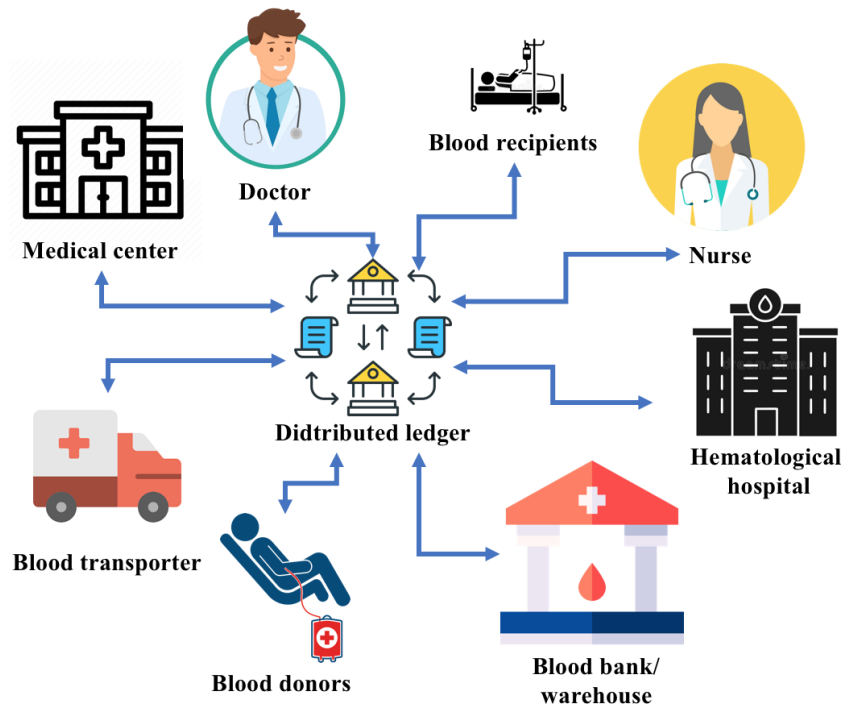 Doctor
Blood recipients
Medical center
Nurse
Didtributed ledger
Hematological
hospital
Blood transporter
Blood donors
Blood bank/
warehouse